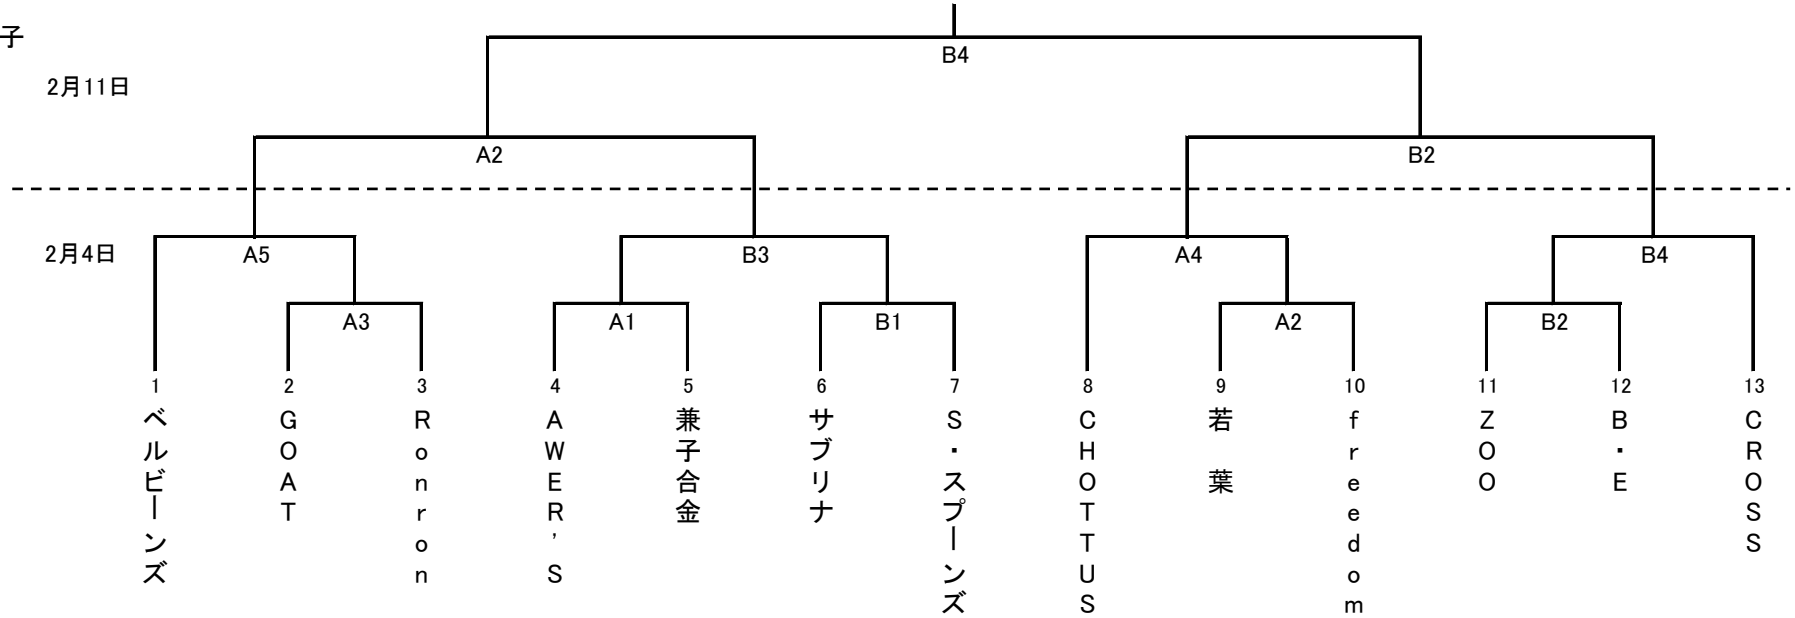 子
B4
2月11日
A2
B2
2月4日
A5
B3
A4
B4
A3
A1
B1
A2
B2
1
2
3
4
5
6
7
8
9
10
11
12
13
ベルビーンズ
GOAT
Ronron
AWER'S
兼子合金
サブリナ
S・スプーンズ
CHOTTUS
若葉
freedom
ZOO
B・E
CROSS